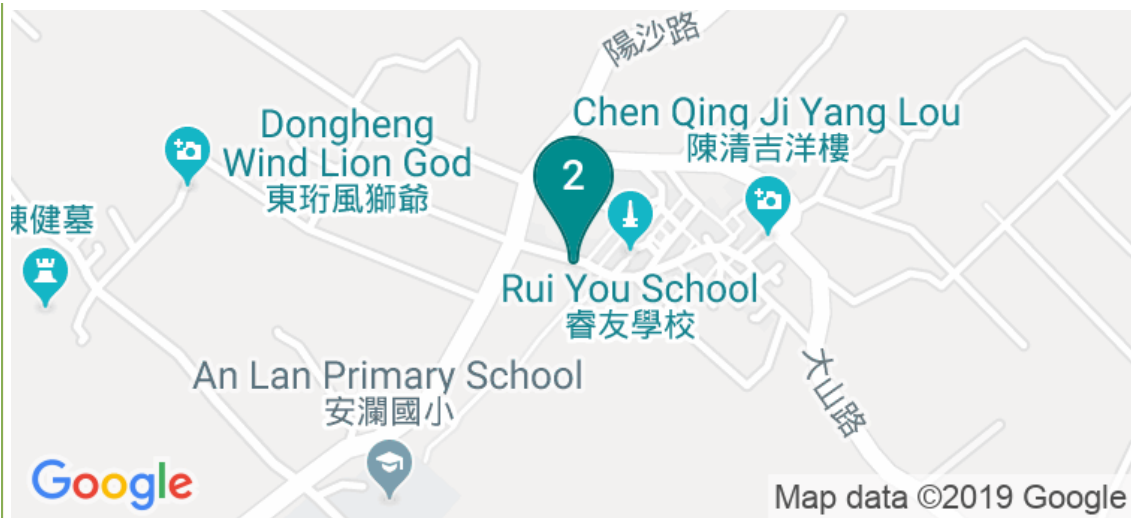 陽沙路
Chen Qing Ji Yang Lou
陳清吉洋樓
Dongheng
Wind Lion God
東珩風獅爺
2
陳健墓
Rui You School
睿友學校
An Lan Primary School
安瀾國小
大山路
Google
Map data ©2019 Google